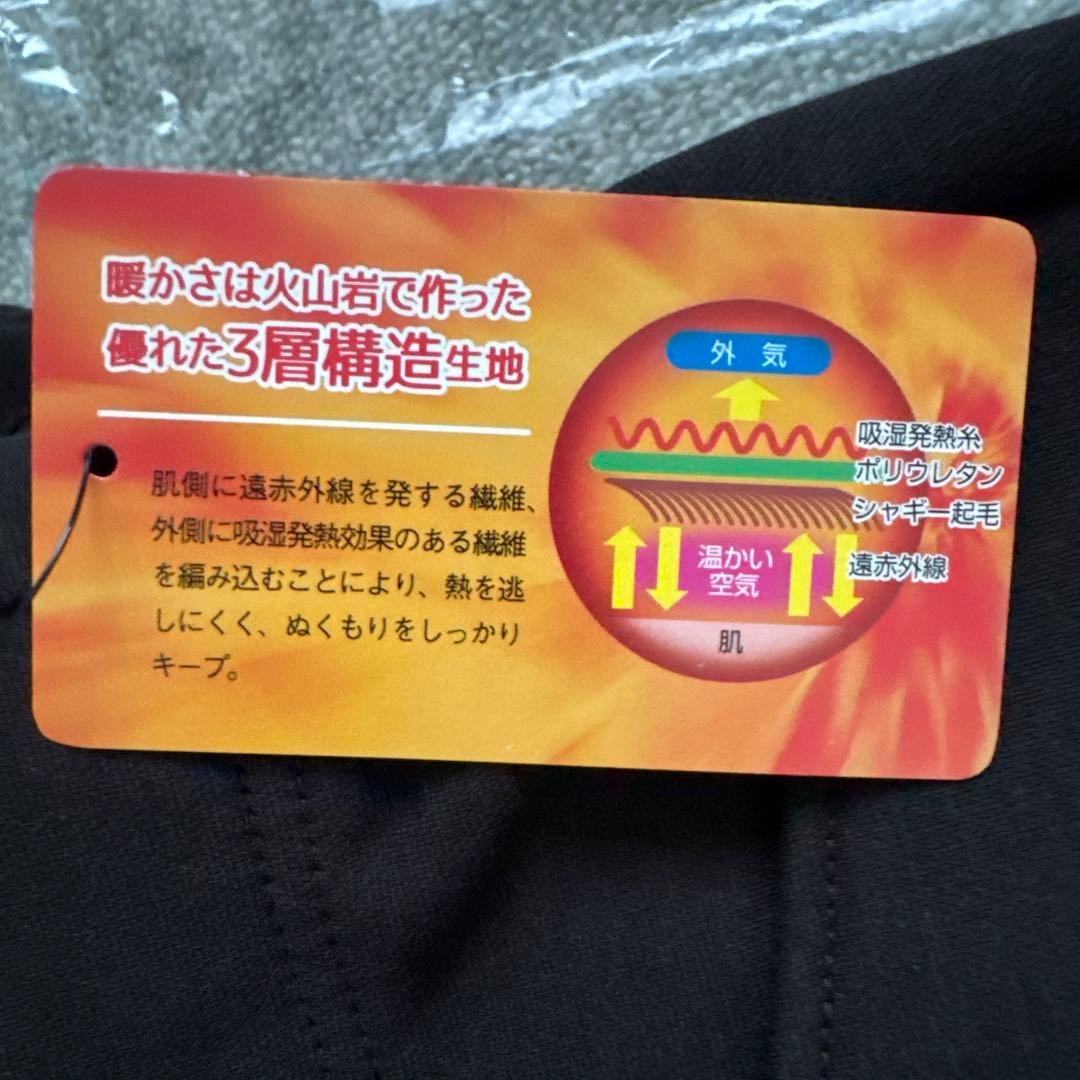 暖かさは火山岩で作った
優れた3層構造生地
肌側に遠赤外線を発する繊維、
外側に吸湿発熱効果のある繊維
を編み込むことにより、熱を逃
しにくく、ぬくもりをしっかり
キープ。
外気
吸湿発熱糸
ポリウレタン
シャギー起毛
遠赤外線
温かい
空気
肌